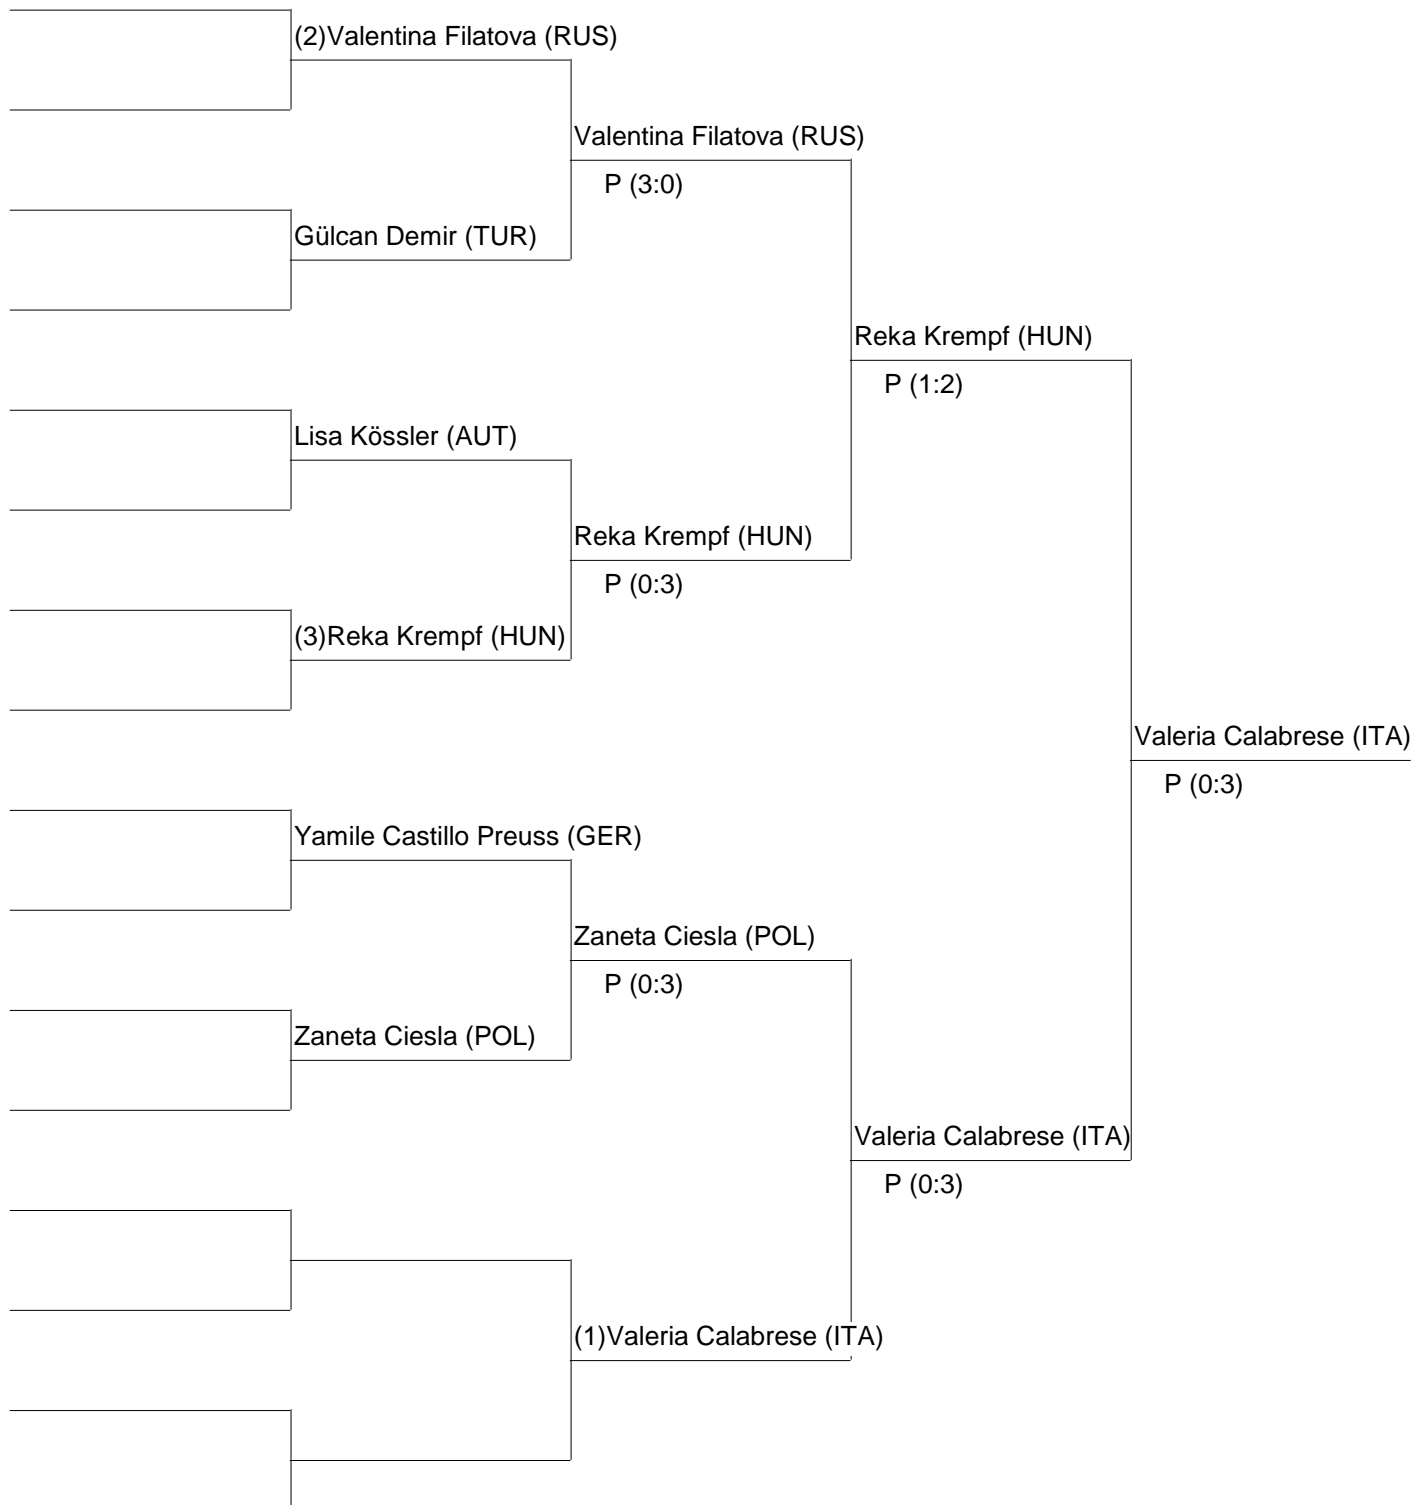 (2)Valentina Filatova (RUS)
Valentina Filatova (RUS)
P (3:0)
Gülcan Demir (TUR)
Reka Krempf (HUN)
P (1:2)
Lisa Kössler (AUT)
Reka Krempf (HUN)
P (0:3)
(3)Reka Krempf (HUN)
Valeria Calabrese (ITA)
P (0:3)
Yamile Castillo Preuss (GER)
Zaneta Ciesla (POL)
P (0:3)
Zaneta Ciesla (POL)
Valeria Calabrese (ITA)
P (0:3)
(1)Valeria Calabrese (ITA)